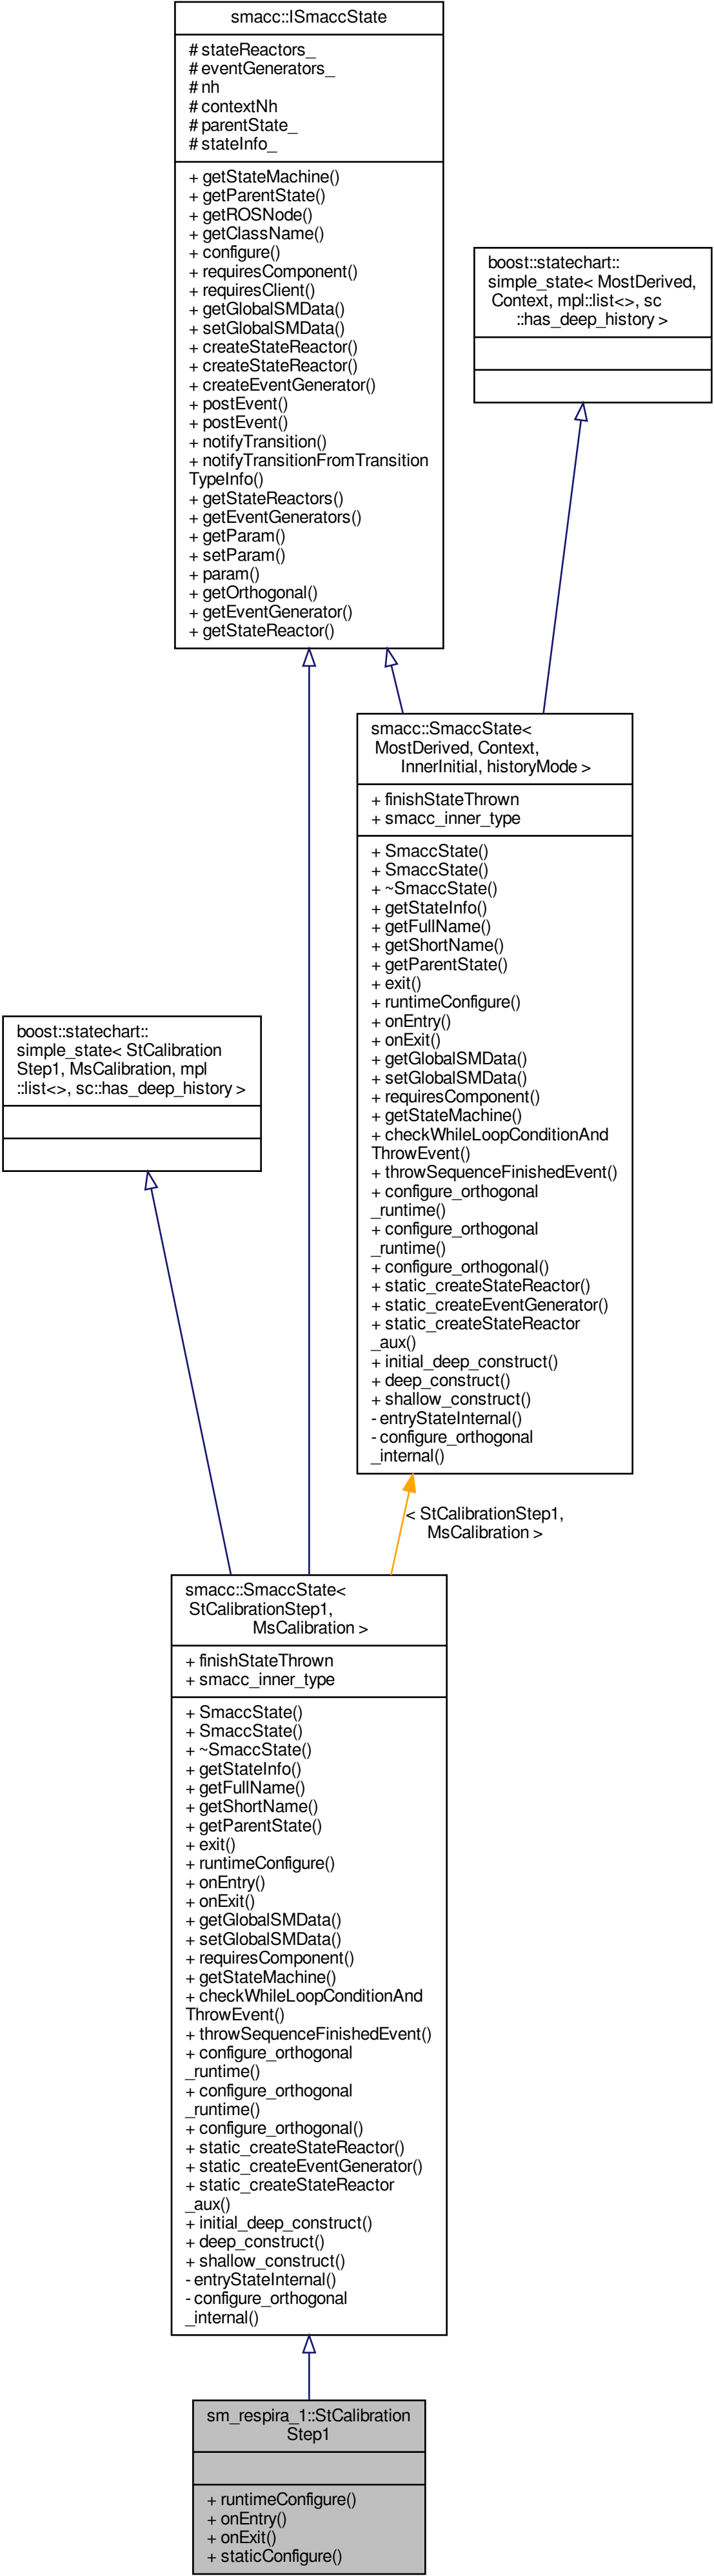 smacc::ISmaccState
# stateReactors_
# eventGenerators_
# nh
# contextNh
# parentState_
# stateInfo_
+ getStateMachine()
+ getParentState()
+ getROSNode()
+ getClassName()
+ configure()
+ requiresComponent()
+ requiresClient()
+ getGlobalSMData()
+ setGlobalSMData()
+ createStateReactor()
+ createStateReactor()
+ createEventGenerator()
+ postEvent()
+ postEvent()
+ notifyTransition()
+ notifyTransitionFromTransition
TypeInfo()
+ getStateReactors()
+ getEventGenerators()
+ getParam()
+ setParam()
+ param()
+ getOrthogonal()
+ getEventGenerator()
+ getStateReactor()
boost::statechart::
simple_state< MostDerived,
Context, mpl::list<>, sc
::has_deep_history >
smacc::SmaccState<
MostDerived, Context,
InnerInitial, historyMode >
+ finishStateThrown
+ smacc_inner_type
+ SmaccState()
+ SmaccState()
+ ~SmaccState()
+ getStateInfo()
+ getFullName()
+ getShortName()
+ getParentState()
+ exit()
+ runtimeConfigure()
+ onEntry()
+ onExit()
+ getGlobalSMData()
+ setGlobalSMData()
+ requiresComponent()
+ getStateMachine()
+ checkWhileLoopConditionAnd
ThrowEvent()
+ throwSequenceFinishedEvent()
+ configure_orthogonal
_runtime()
+ configure_orthogonal
_runtime()
+ configure_orthogonal()
+ static_createStateReactor()
+ static_createEventGenerator()
+ static_createStateReactor
_aux()
+ initial_deep_construct()
+ deep_construct()
+ shallow_construct()
- entryStateInternal()
- configure_orthogonal
_internal()
boost::statechart::
simple_state< StCalibration
Step1, MsCalibration, mpl
::list<>, sc::has_deep_history >
< StCalibrationStep1,
MsCalibration >
smacc::SmaccState<
StCalibrationStep1,
MsCalibration >
+ finishStateThrown
+ smacc_inner_type
+ SmaccState()
+ SmaccState()
+ ~SmaccState()
+ getStateInfo()
+ getFullName()
+ getShortName()
+ getParentState()
+ exit()
+ runtimeConfigure()
+ onEntry()
+ onExit()
+ getGlobalSMData()
+ setGlobalSMData()
+ requiresComponent()
+ getStateMachine()
+ checkWhileLoopConditionAnd
ThrowEvent()
+ throwSequenceFinishedEvent()
+ configure_orthogonal
_runtime()
+ configure_orthogonal
_runtime()
+ configure_orthogonal()
+ static_createStateReactor()
+ static_createEventGenerator()
+ static_createStateReactor
_aux()
+ initial_deep_construct()
+ deep_construct()
+ shallow_construct()
- entryStateInternal()
- configure_orthogonal
_internal()
sm_respira_1::StCalibration
Step1
+ runtimeConfigure()
+ onEntry()
+ onExit()
+ staticConfigure()